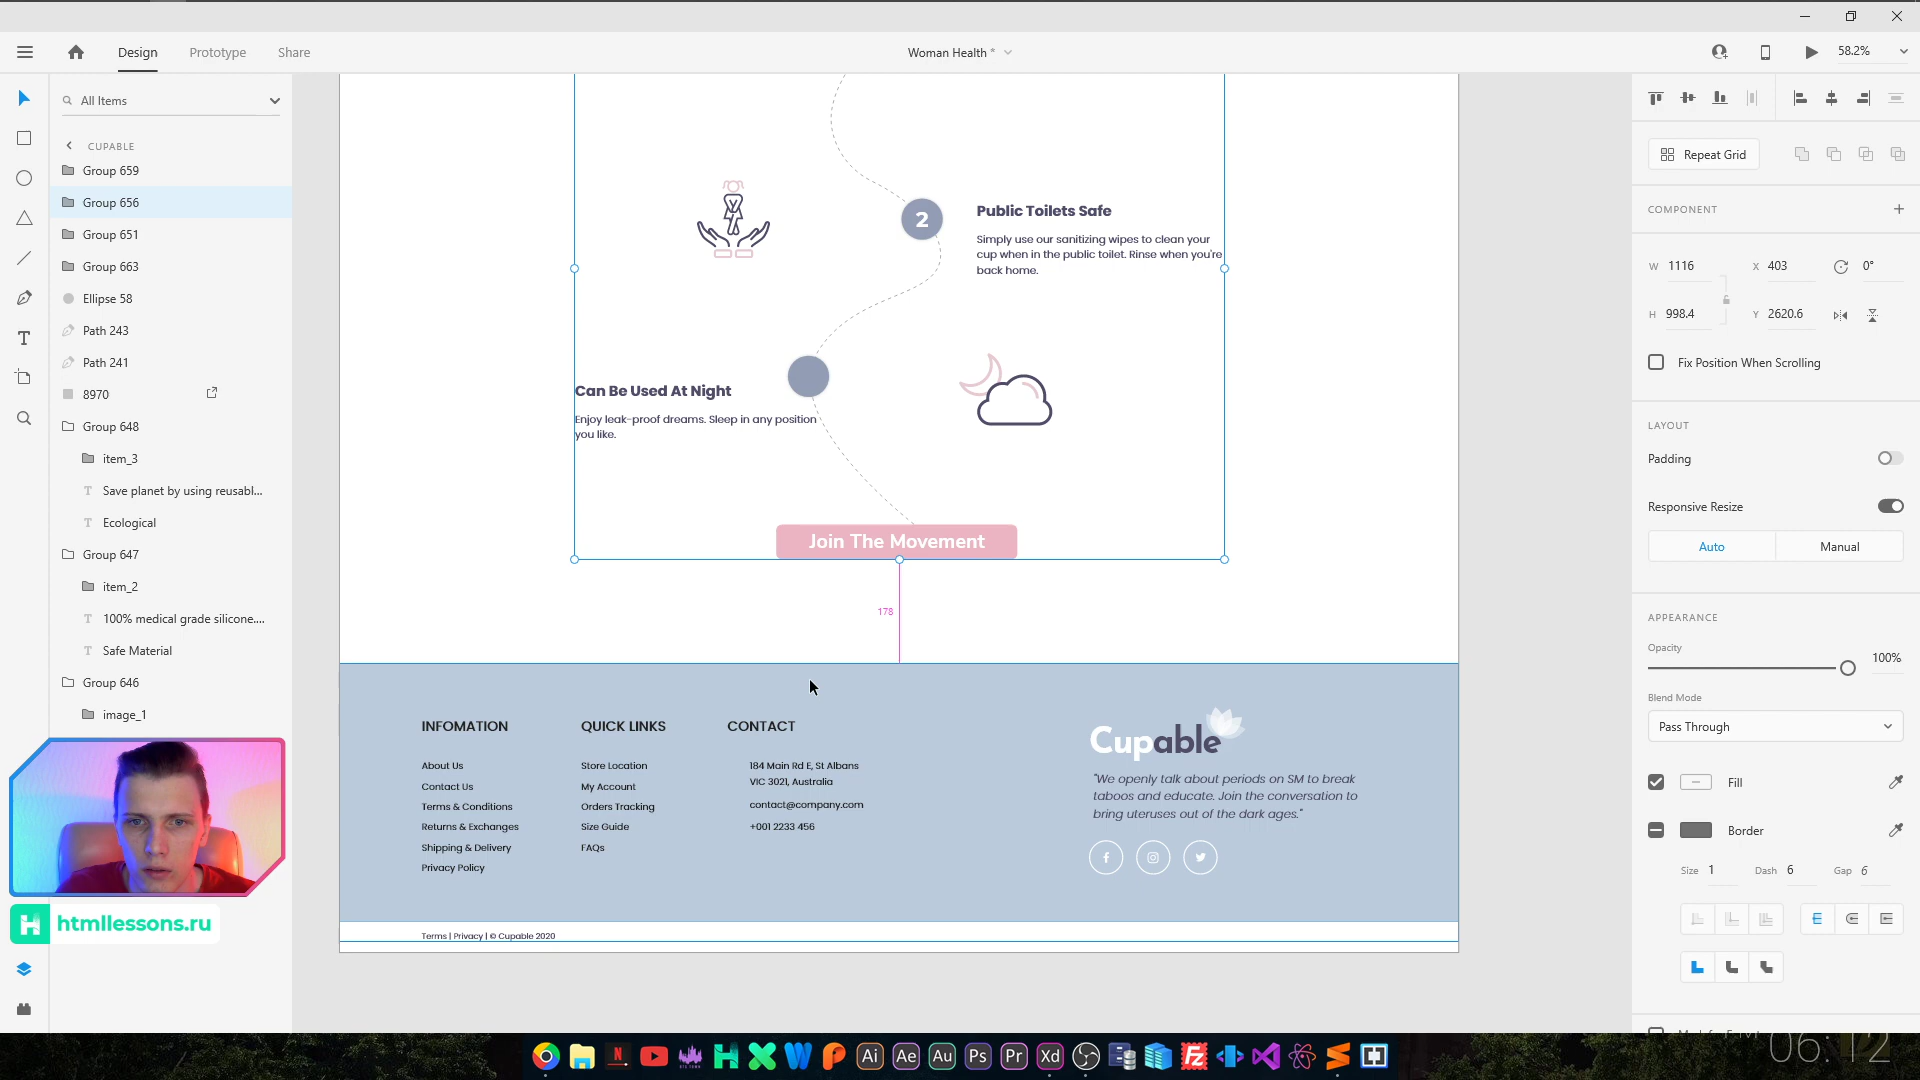 Design
Prototype
Share
Woman Health *
58.2%
All Items
CUPABLE
Group 659
Group 656
Group 651
Group 663
Ellipse 58
Path 243
Path 241
8970
Group 648
item_3
Save planet by using reusabl...
Ecological
Group 647
item_2
100% medical grade silicone....
Safe Material
Group 646
image_1
htmllessons.ru
2
Public Toilets Safe
Simply use our sanitizing wipes to clean your
cup when in the public toilet. Rinse when you're
back home.
Can Be Used At Night
Enjoy leak-proof dreams. Sleep in any position
you like.
Join The Movement
178
INFOMATION
About Us
Contact Us
Terms & Conditions
Returns & Exchanges
Shipping & Delivery
Privacy Policy
QUICK LINKS
Store Location
My Account
Orders Tracking
Size Guide
FAQs
CONTACT
184 Main Rd E, St Albans
VIC 3021, Australia
contact@company.com
+001 2233 456
Cupable
"We openly talk about periods on SM to break
taboos and educate. Join the conversation to
bring uteruses out of the dark ages."
Terms | Privacy | © Cupable 2020
Repeat Grid
COMPONENT
W 1116 X 403 0°
H 998.4 Y 2620.6
Fix Position When Scrolling
LAYOUT
Padding
Responsive Resize
Auto
Manual
APPEARANCE
Opacity
100%
Blend Mode
Pass Through
Fill
Border
Size 1 Dash 6 Gap 6
06:12
Ai
Ae
Au
Ps
Pr
Xd